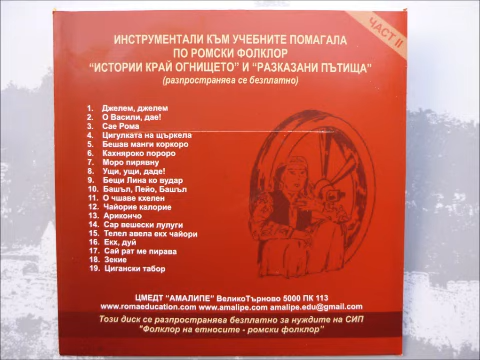 ЧАСТ II
ИНСТРУМЕНТАЛИ КЪМ УЧЕБНИТЕ ПОМАГАЛА
ПО РОМСКИ ФОЛКЛОР
“ИСТОРИИ КРАЙ ОГНИЩЕТО” И “РАЗКАЗАНИ ПЪТИЩА”
(разпространява се безплатно)
1. Джелем, джелем
2. О Васили, дае!
3. Сае Рома
4. Цигулката на щъркела
5. Бешав манги коркоро
6. Кахняроко пороро
7. Моро пирявну
8. Ущи, ущи, даде!
9. Бещи Лина ко вудар
10. Башъл, Пейо, Башъл
11. О чшаве кхелен
12. Чайорие калорие
13. Арикончо
14. Сар вешески лулуги
15. Телел авела екх чайори
16. Екх, дуй
17. Сай рат ме пирава
18. Зекие
19. Цигански табор
ЦМЕДТ “АМАЛИПЕ” ВеликоТърново 5000 ПК 113
www.romaeducation.com www.amalipe.com amalipe.edu@gmail.com
Този диск се разпространява безплатно за нуждите на СИП
“Фолклор на етносите - ромски фолклор”